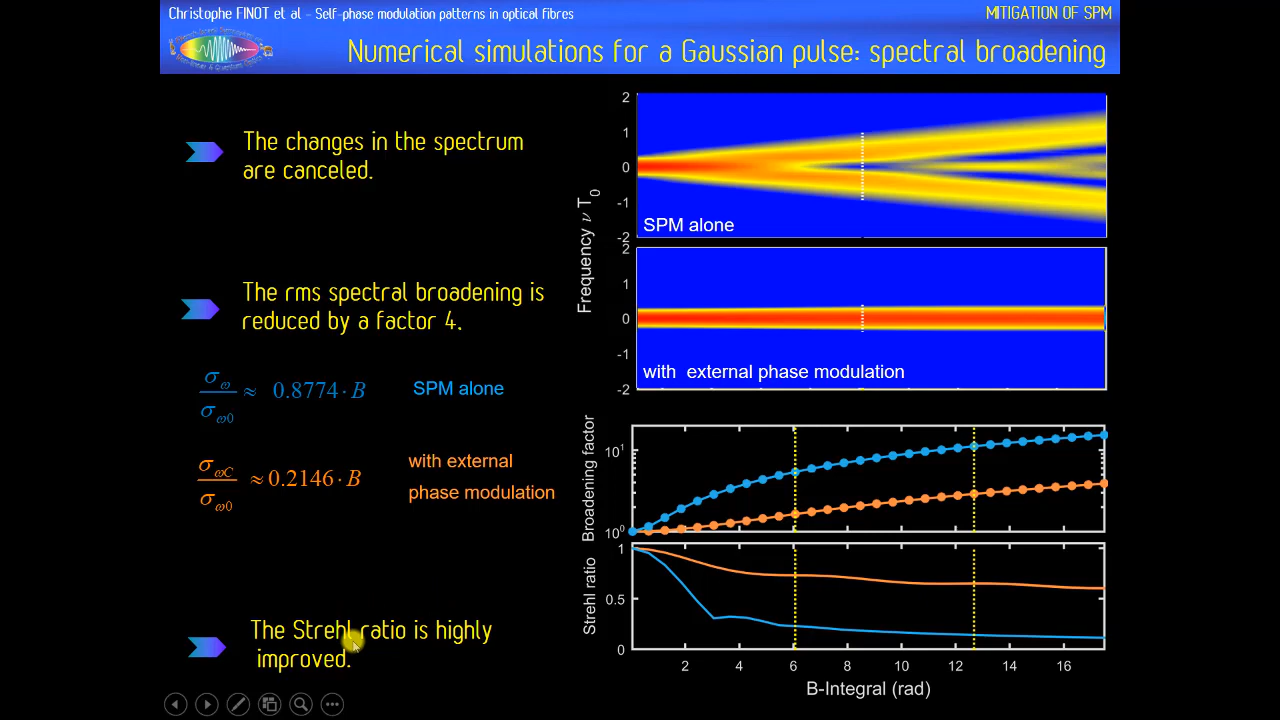 Christophe FINOT et al – Self-phase modulation patterns in optical fibres
MITIGATION OF SPM
Numerical simulations for a Gaussian pulse: spectral broadening
The changes in the spectrum
are canceled.
The rms spectral broadening is
reduced by a factor 4.
σω / σω0 ≈ 0.8774 · B
SPM alone
σωC / σω0 ≈ 0.2146 · B
with external
phase modulation
The Strehl ratio is highly
improved.
Frequency ν T0
2
1
0
-1
-2
SPM alone
2
1
0
-1
-2
with external phase modulation
Broadening factor
10^1
10^0
Strehl ratio
1
0.5
0
2 4 6 8 10 12 14 16
B-Integral (rad)